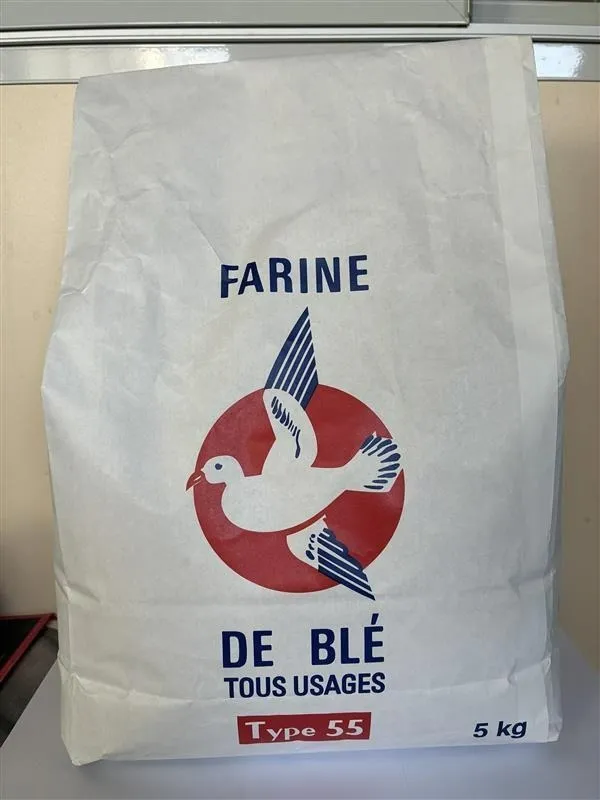 FARINE
DE BLÉ
TOUS USAGES
Type 55
5 kg